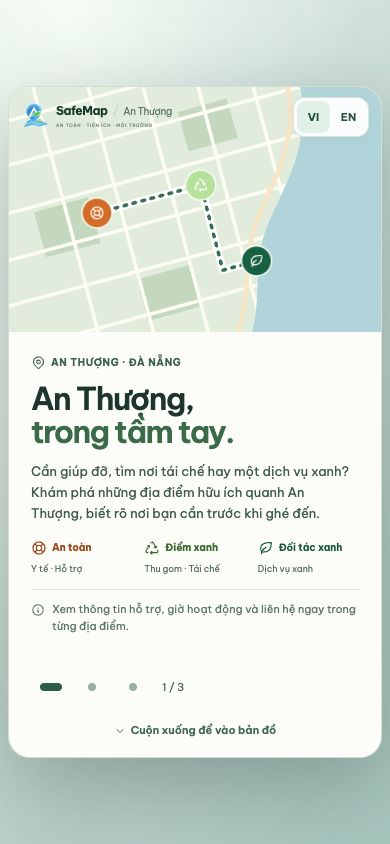 SafeMap / An Thượng
AN TOÀN · TIỆN ÍCH · MÔI TRƯỜNG
VI EN
AN THƯỢNG · ĐÀ NẴNG
An Thượng,
trong tầm tay.
Cần giúp đỡ, tìm nơi tái chế hay một dịch vụ xanh?
Khám phá những địa điểm hữu ích quanh An
Thượng, biết rõ nơi bạn cần trước khi ghé đến.
An toàn Điểm xanh Đối tác xanh
Y tế · Hỗ trợ Thu gom · Tái chế Dịch vụ xanh
Xem thông tin hỗ trợ, giờ hoạt động và liên hệ ngay trong
từng địa điểm.
1 / 3
Cuộn xuống để vào bản đồ